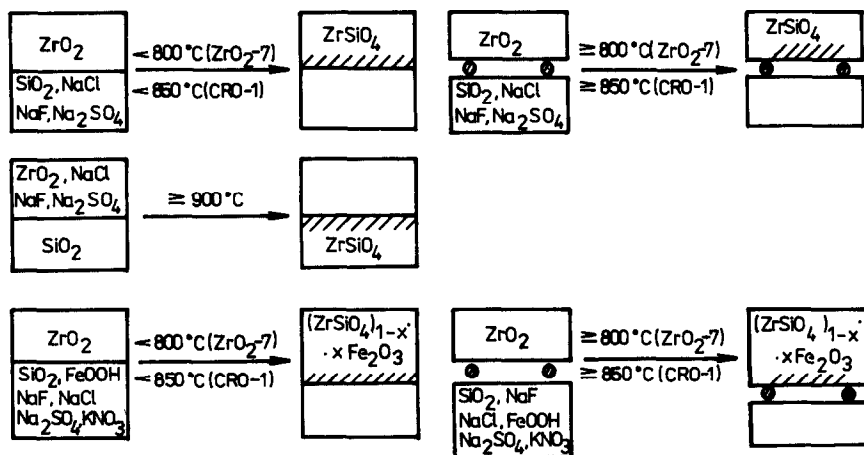 ZrO₂
SiO₂, NaCl
NaF, Na₂SO₄
< 800°C (ZrO₂-7)
< 850°C (CRO-1)
ZrSiO₄
ZrO₂
SiO₂, NaCl
NaF, Na₂SO₄
≧ 800°C (ZrO₂-7)
≧ 850°C (CRO-1)
ZrSiO₄
ZrO₂, NaCl
NaF, Na₂SO₄
SiO₂
≧ 900°C
ZrSiO₄
ZrO₂
SiO₂, FeOOH
NaF, NaCl
Na₂SO₄, KNO₃
< 800°C (ZrO₂-7)
< 850°C (CRO-1)
(ZrSiO₄)₁₋ₓ·
· xFe₂O₃
ZrO₂
SiO₂, NaF
NaCl, FeOOH
Na₂SO₄, KNO₃
≧ 800°C (ZrO₂-7)
≧ 850°C (CRO-1)
(ZrSiO₄)₁₋ₓ·
· xFe₂O₃